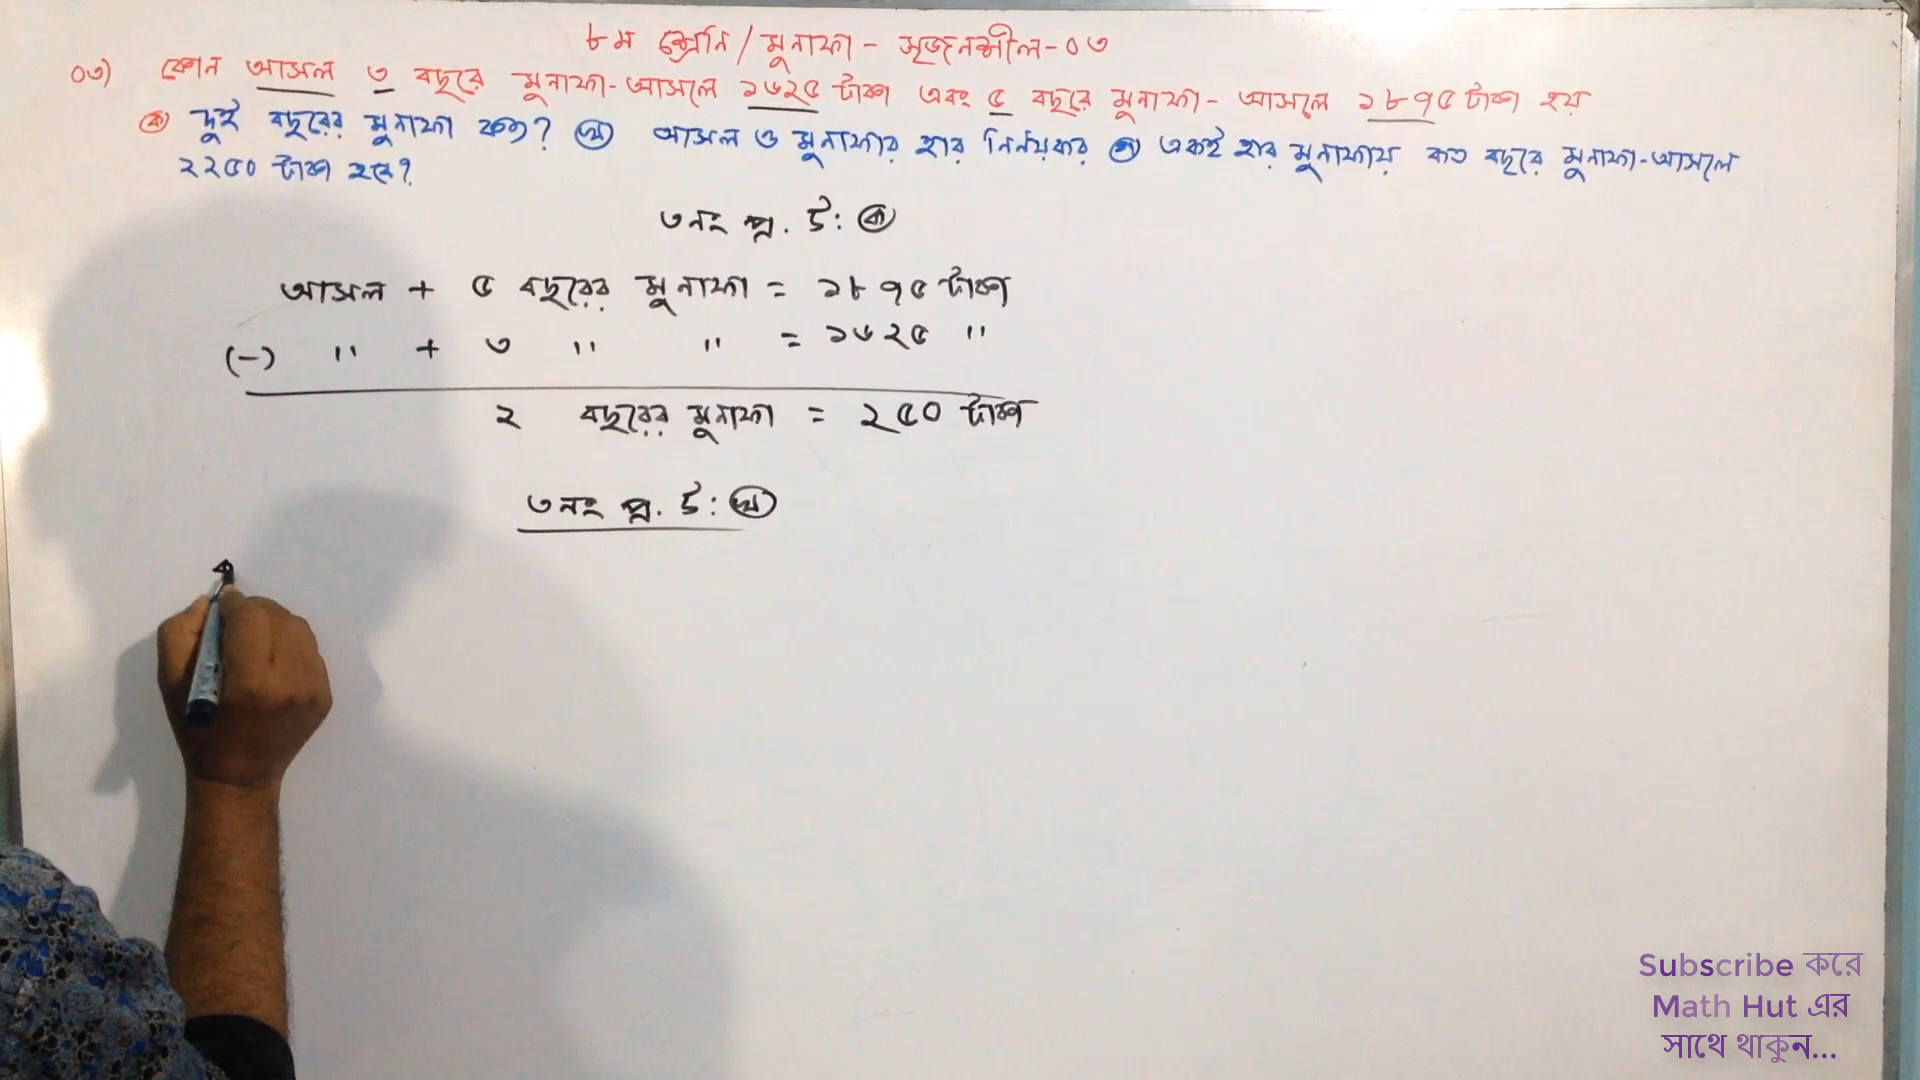 ৮ম শ্রেনি / মুনাফা - সৃজনশীল - ০৩
০৩) কোন আসল ৩ বছরে মুনাফা-আসলে ১৬২৫ টাকা এবং ৫ বছরে মুনাফা - আসলে ১৮৭৫ টাকা হয়
ক) দুই বছরের মুনাফা কত? খ) আসল ও মুনাফার হার নির্নয়কর গ) একই হার মুনাফায় কত বছরে মুনাফা-আসলে
২২৫০ টাকা হবে?
৩নং প্র. উ: ক
আসল + ৫ বছরের মুনাফা = ১৮৭৫ টাকা
(-) " + ৩ " " = ১৬২৫ "
২ বছরের মুনাফা = ২৫০ টাকা
৩নং প্র. উ: খ
Subscribe করে
Math Hut এর
সাথে থাকুন...